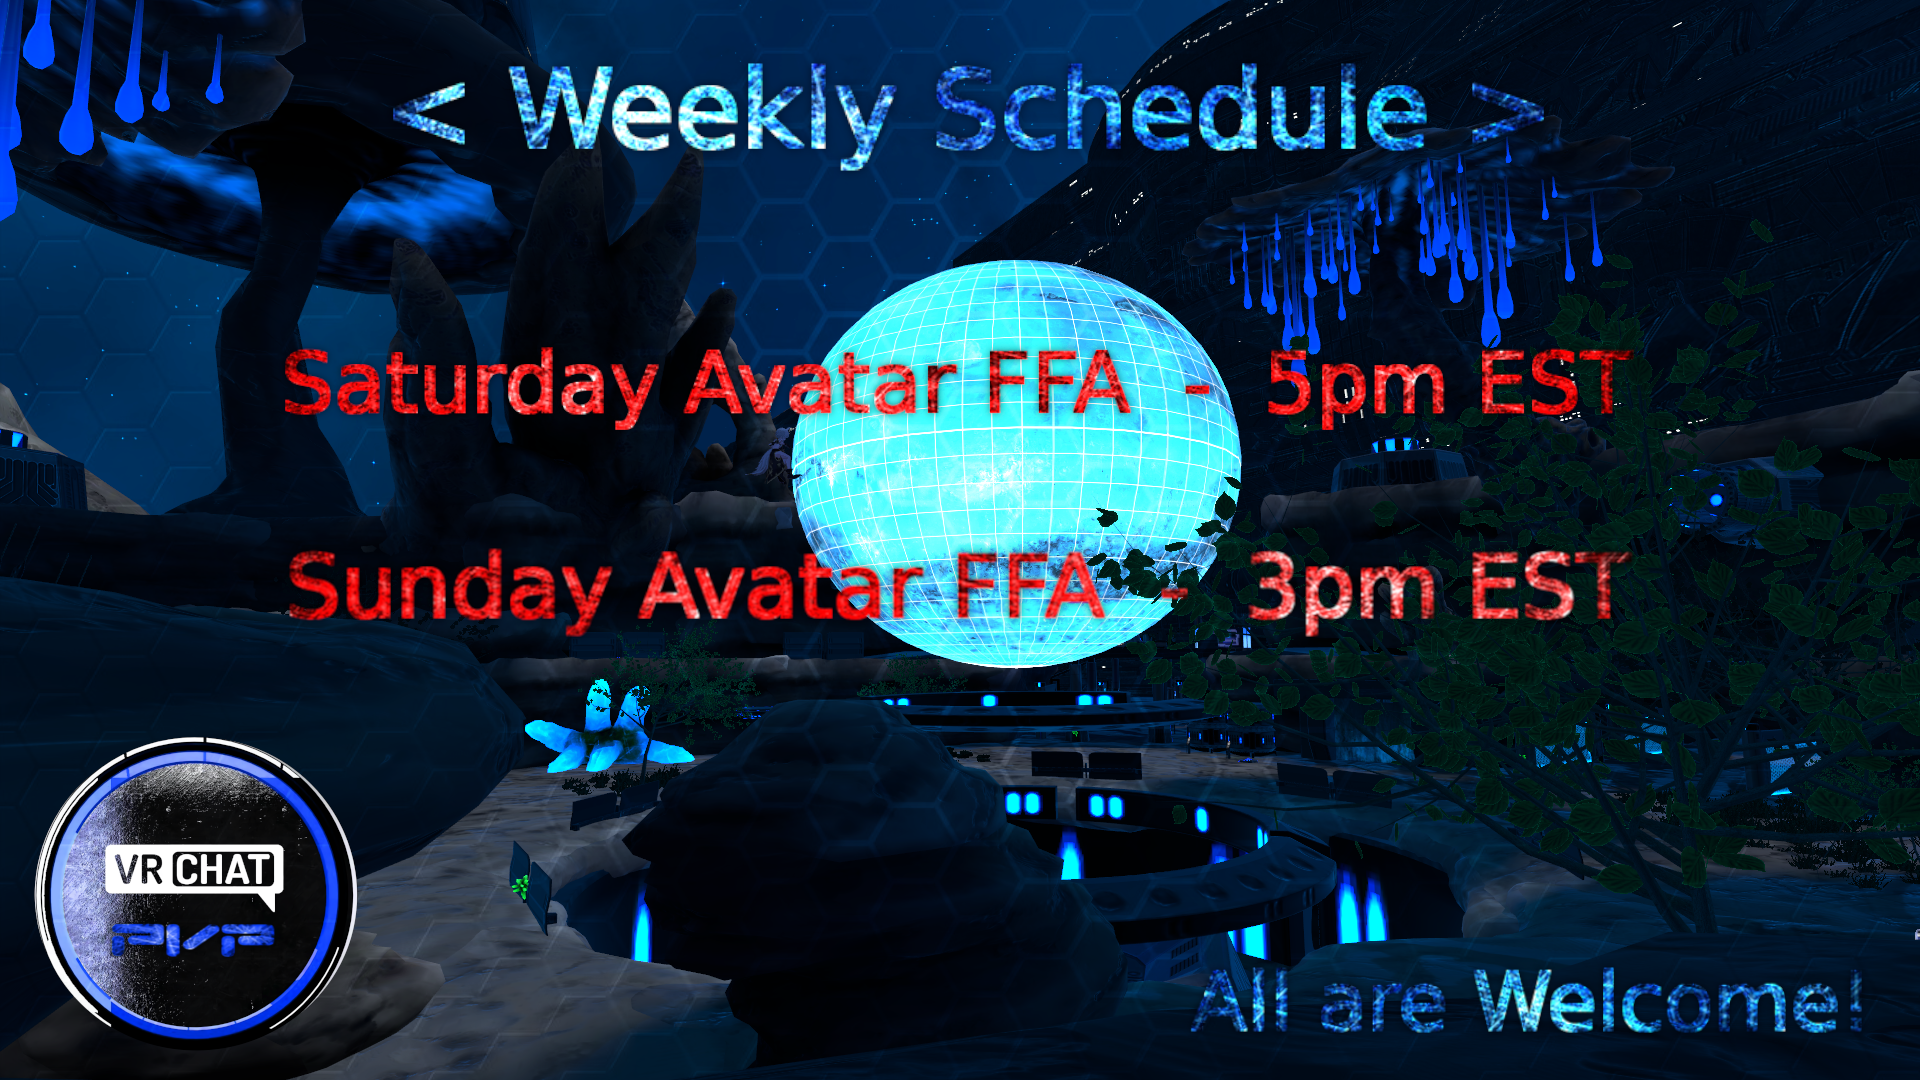 < Weekly Schedule >
Saturday Avatar FFA - 5pm EST
Sunday Avatar FFA - 3pm EST
VR CHAT
PVP
All are Welcome!